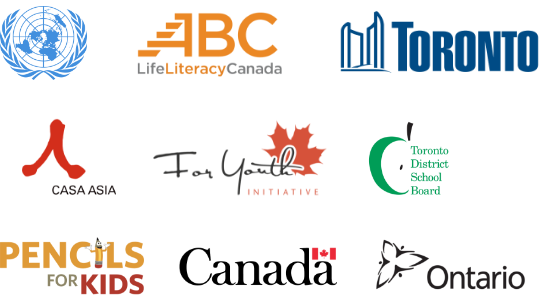 ABC
LifeLiteracyCanada
TORONTO
CASA ASIA
For Youth
INITIATIVE
Toronto
District
School
Board
PENCILS
FOR KIDS
Canada
Ontario